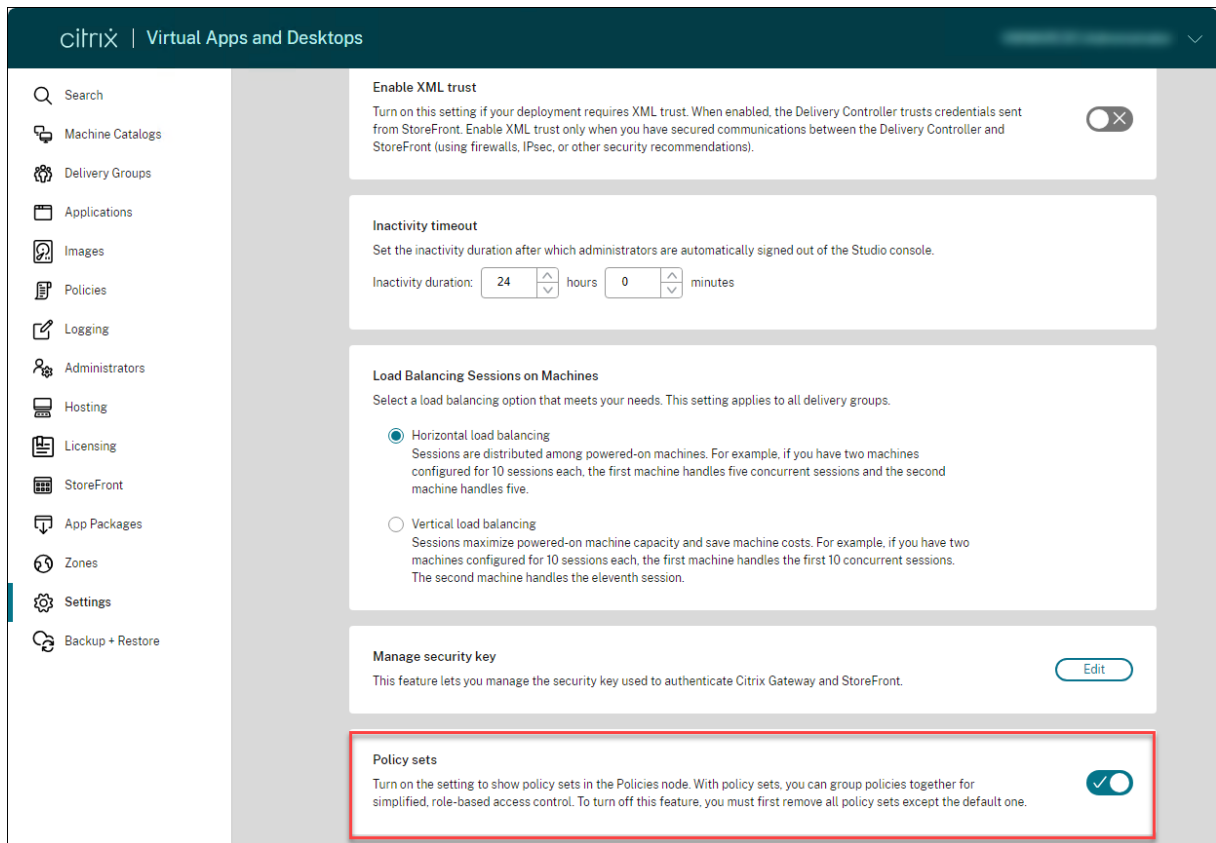 citrix | Virtual Apps and Desktops
Search
Machine Catalogs
Delivery Groups
Applications
Images
Policies
Logging
Administrators
Hosting
Licensing
StoreFront
App Packages
Zones
Settings
Backup + Restore
Enable XML trust
Turn on this setting if your deployment requires XML trust. When enabled, the Delivery Controller trusts credentials sent
from StoreFront. Enable XML trust only when you have secured communications between the Delivery Controller and
StoreFront (using firewalls, IPsec, or other security recommendations).
Inactivity timeout
Set the inactivity duration after which administrators are automatically signed out of the Studio console.
Inactivity duration: 24 hours 0 minutes
Load Balancing Sessions on Machines
Select a load balancing option that meets your needs. This setting applies to all delivery groups.
Horizontal load balancing
Sessions are distributed among powered-on machines. For example, if you have two machines
configured for 10 sessions each, the first machine handles five concurrent sessions and the second
machine handles five.
Vertical load balancing
Sessions maximize powered-on machine capacity and save machine costs. For example, if you have two
machines configured for 10 sessions each, the first machine handles the first 10 concurrent sessions.
The second machine handles the eleventh session.
Manage security key
This feature lets you manage the security key used to authenticate Citrix Gateway and StoreFront.
Edit
Policy sets
Turn on the setting to show policy sets in the Policies node. With policy sets, you can group policies together for
simplified, role-based access control. To turn off this feature, you must first remove all policy sets except the default one.